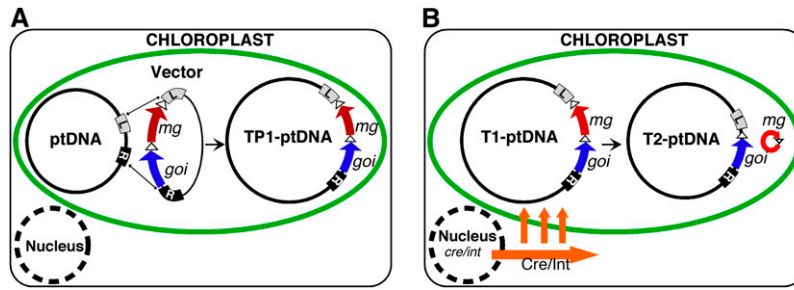 A
CHLOROPLAST
Vector
L
L
ptDNA
R
mg
goi
R
L
TP1-ptDNA
mg
goi
R
Nucleus
B
CHLOROPLAST
L
T1-ptDNA
mg
goi
R
L
T2-ptDNA
mg
goi
R
Nucleus
cre/int
Cre/Int